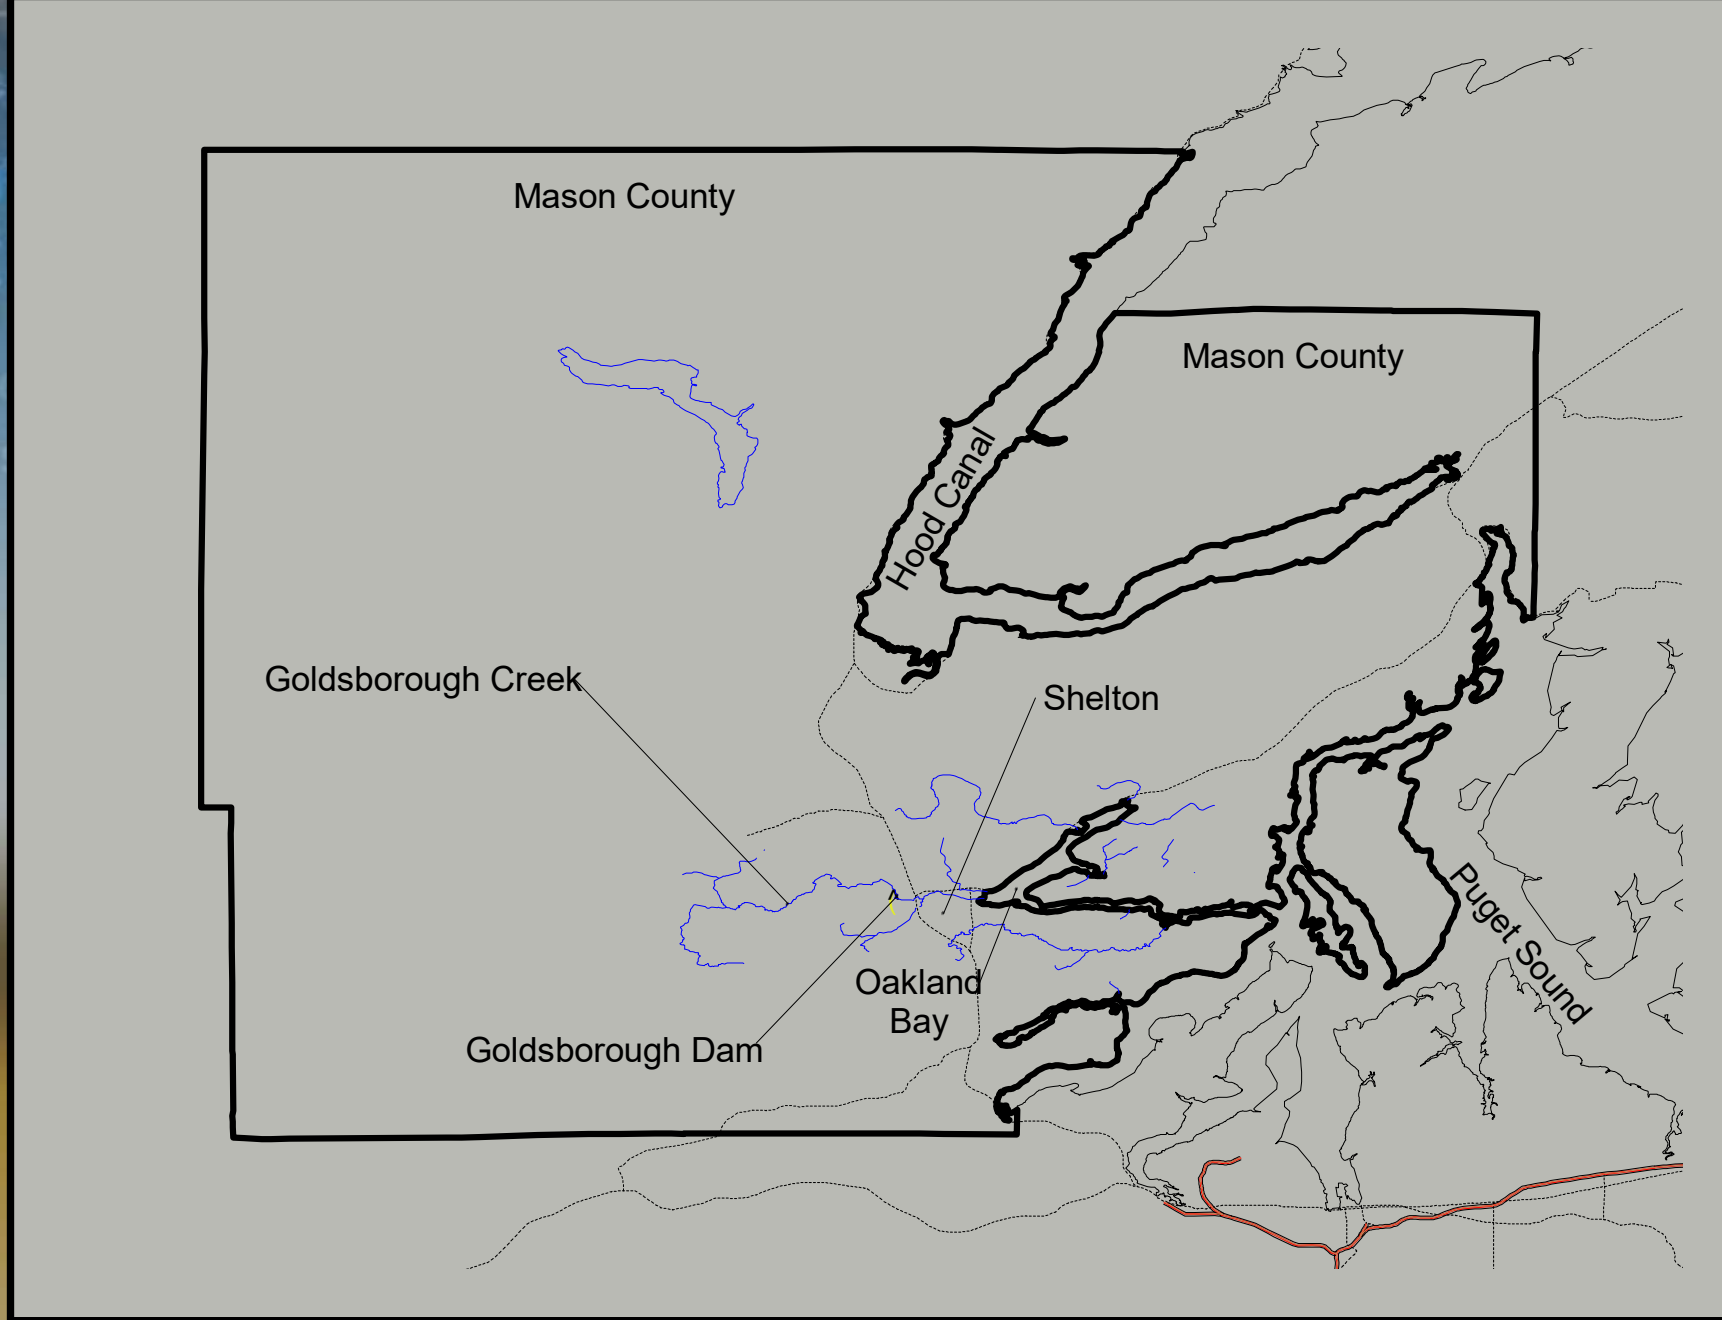 Mason County
Mason County
Hood Canal
Goldsborough Creek
Shelton
Puget Sound
Oakland
Bay
Goldsborough Dam